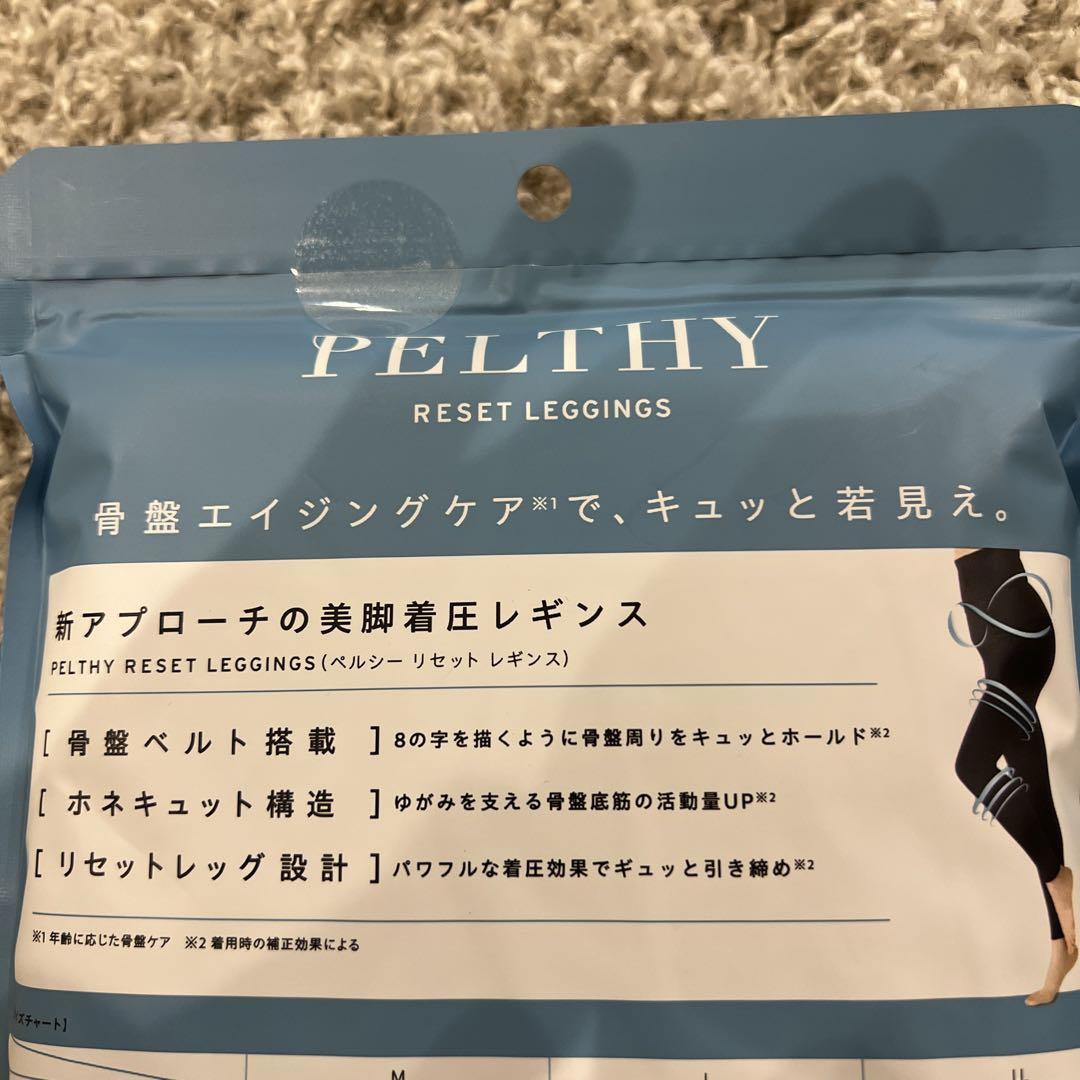 PELTHY
RESET LEGGINGS
骨盤エイジングケア※1で、キュッと若見え。
新アプローチの美脚着圧レギンス
PELTHY RESET LEGGINGS(ペルシー リセット レギンス)
[ 骨盤ベルト搭載 ] 8の字を描くように骨盤周りをキュッとホールド※2
[ ホネキュット構造 ] ゆがみを支える骨盤底筋の活動量UP※2
[ リセットレッグ設計 ] パワフルな着圧効果でギュッと引き締め※2
※1 年齢に応じた骨盤ケア ※2 着用時の補正効果による
ズチャート】
M L LL